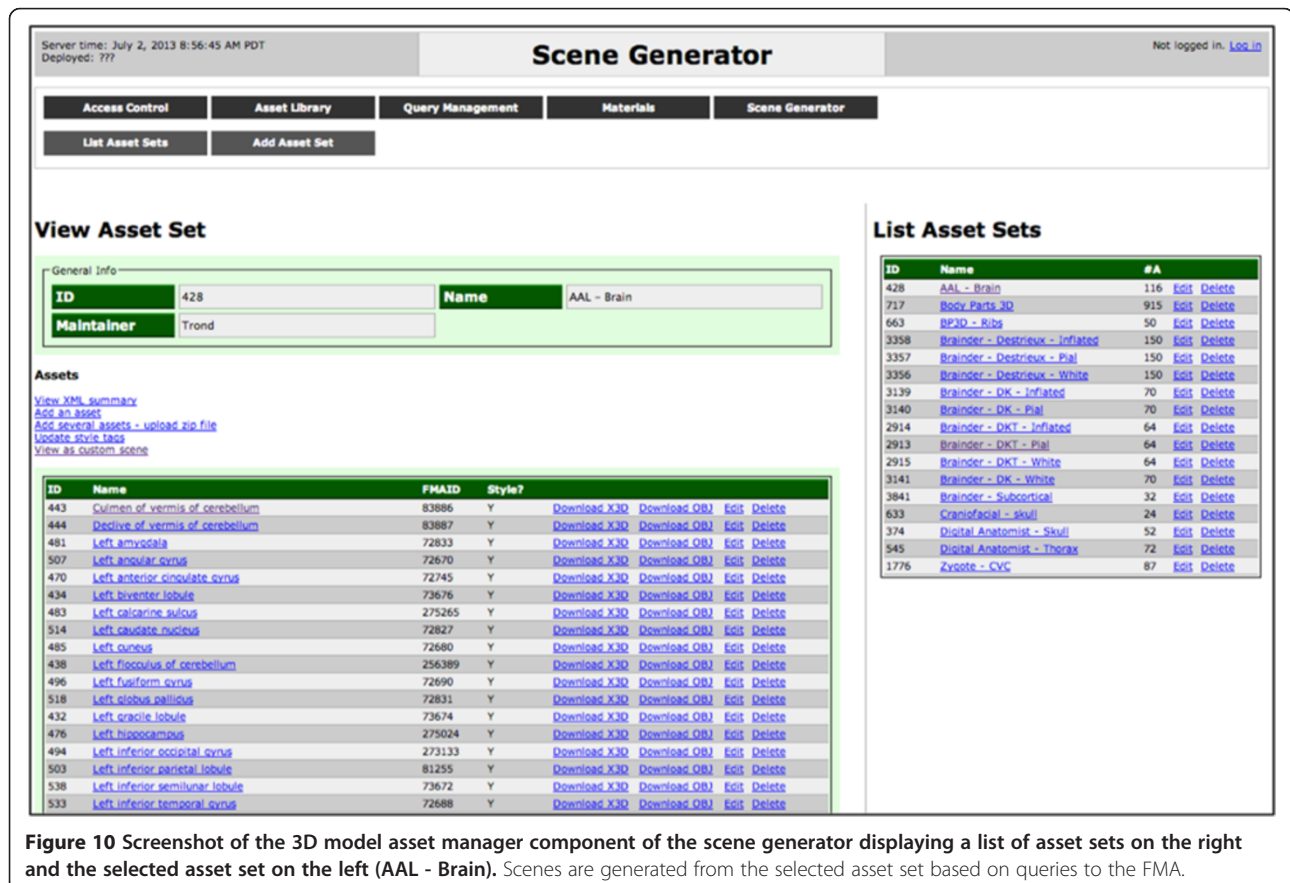 Server time: July 2, 2013 8:56:45 AM PDT
Deployed: ???
Scene Generator
Not logged in. Log in
Access Control Asset Library Query Management Materials Scene Generator
List Asset Sets Add Asset Set
View Asset Set
General Info
ID 428 Name AAL - Brain
Maintainer Trond
Assets
View XML summary
Add an asset
Add several assets - upload zip file
Update style tags
View as custom scene
ID Name FMAID Style?
443 Culmen of vermis of cerebellum 83886 Y Download X3D Download OBJ Edit Delete
444 Declive of vermis of cerebellum 83887 Y Download X3D Download OBJ Edit Delete
481 Left amygdala 72833 Y Download X3D Download OBJ Edit Delete
507 Left angular gyrus 72670 Y Download X3D Download OBJ Edit Delete
470 Left anterior cingulate gyrus 72745 Y Download X3D Download OBJ Edit Delete
434 Left biventer lobule 73676 Y Download X3D Download OBJ Edit Delete
483 Left calcarine sulcus 275265 Y Download X3D Download OBJ Edit Delete
514 Left caudate nucleus 72827 Y Download X3D Download OBJ Edit Delete
485 Left cuneus 72680 Y Download X3D Download OBJ Edit Delete
438 Left flocculus of cerebellum 256389 Y Download X3D Download OBJ Edit Delete
496 Left fusiform gyrus 72690 Y Download X3D Download OBJ Edit Delete
518 Left globus pallidus 72831 Y Download X3D Download OBJ Edit Delete
432 Left gracile lobule 73674 Y Download X3D Download OBJ Edit Delete
476 Left hippocampus 275024 Y Download X3D Download OBJ Edit Delete
494 Left inferior occipital gyrus 273133 Y Download X3D Download OBJ Edit Delete
503 Left inferior parietal lobule 81255 Y Download X3D Download OBJ Edit Delete
538 Left inferior semilunar lobule 73672 Y Download X3D Download OBJ Edit Delete
533 Left inferior temporal gyrus 72688 Y Download X3D Download OBJ Edit Delete
List Asset Sets
ID Name #A
428 AAL - Brain 116 Edit Delete
717 Body Parts 3D 915 Edit Delete
663 BP3D - Ribs 50 Edit Delete
3358 Brainder - Destrieux - Inflated 150 Edit Delete
3357 Brainder - Destrieux - Pial 150 Edit Delete
3356 Brainder - Destrieux - White 150 Edit Delete
3139 Brainder - DK - Inflated 70 Edit Delete
3140 Brainder - DK - Pial 70 Edit Delete
2914 Brainder - DKT - Inflated 64 Edit Delete
2913 Brainder - DKT - Pial 64 Edit Delete
2915 Brainder - DKT - White 64 Edit Delete
3141 Brainder - DK - White 70 Edit Delete
3841 Brainder - Subcortical 32 Edit Delete
633 Craniofacial - skull 24 Edit Delete
374 Digital Anatomist - Skull 52 Edit Delete
545 Digital Anatomist - Thorax 72 Edit Delete
1776 Zygote - CVC 87 Edit Delete
Figure 10 Screenshot of the 3D model asset manager component of the scene generator displaying a list of asset sets on the right
and the selected asset set on the left (AAL - Brain). Scenes are generated from the selected asset set based on queries to the FMA.